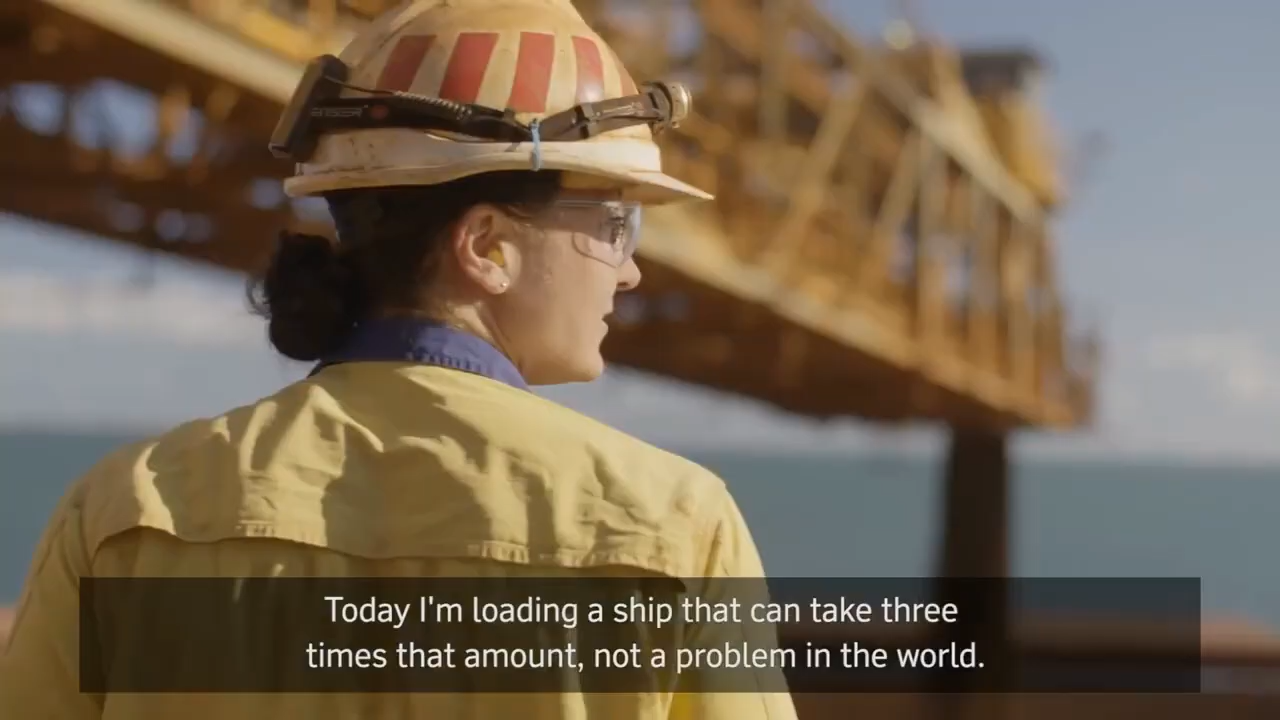 Today I'm loading a ship that can take three
times that amount, not a problem in the world.